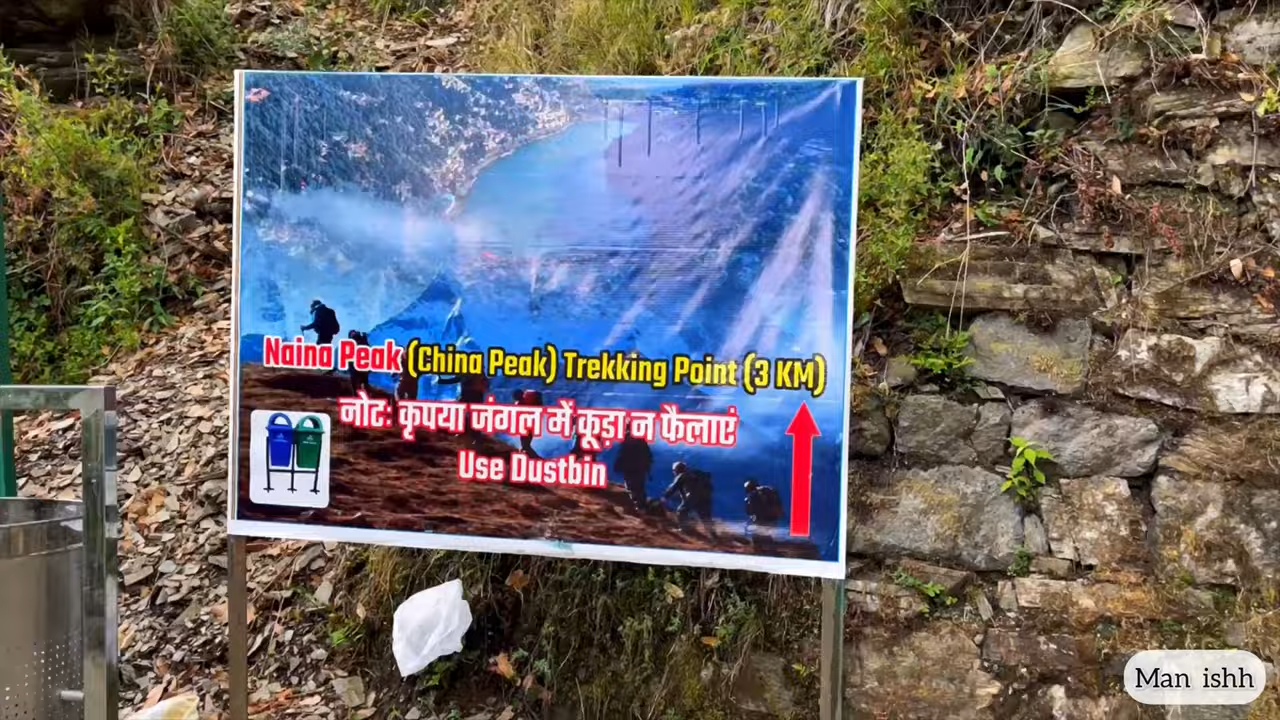 Naina Peak (China Peak) Trekking Point (3 KM)
नोट: कृपया जंगल में कूड़ा न फैलाएं
Use Dustbin
Man ishh